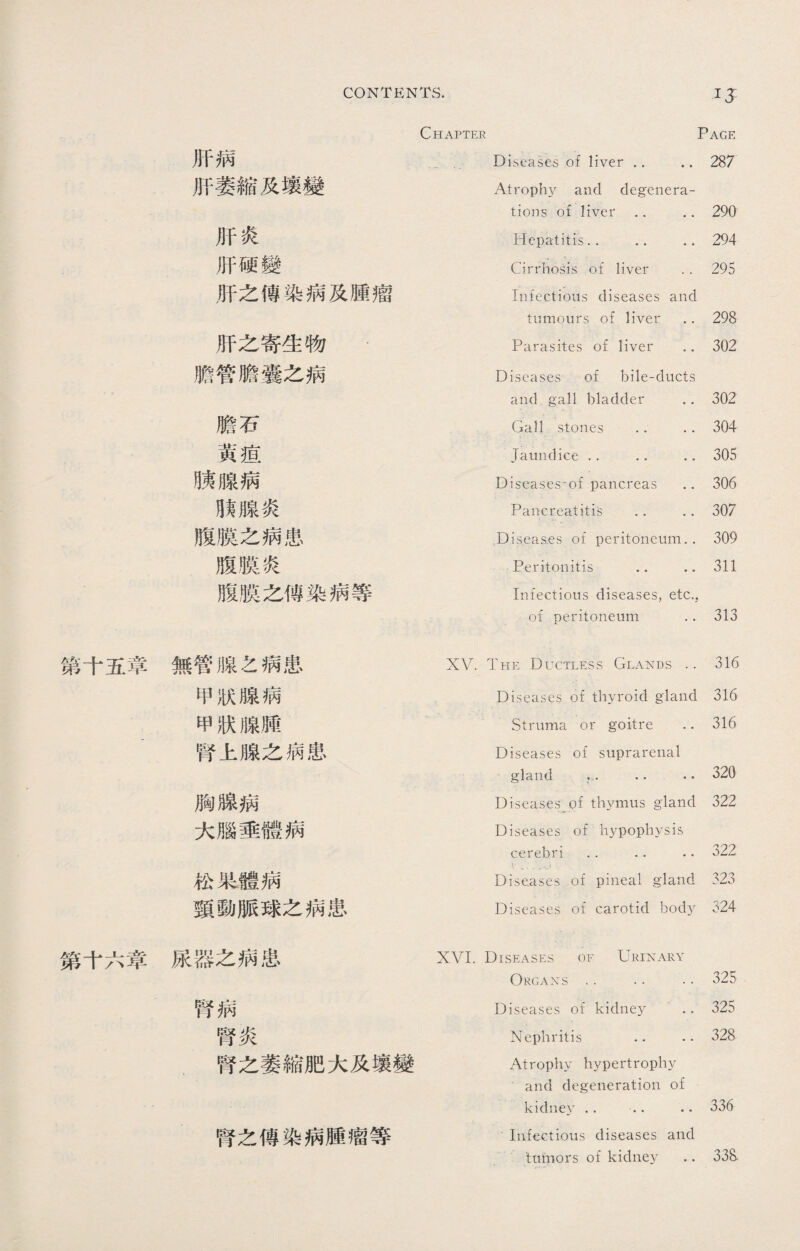 CONTENTS. 13
CHAPTER PAGE
肝病 Diseases of liver .. .. 287
肝萎縮及壞變 Atrophy and degenera-
tions of liver .. .. 290
肝炎 Hepatitis.. .. .. 294
肝硬變 Cirrhosis of liver .. 295
肝之傳染病及腫瘤 Infectious diseases and
tumours of liver .. 298
肝之寄生物 Parasites of liver .. 302
膽管膽囊之病 Diseases of bile-ducts
and gall bladder .. 302
膽石 Gall stones .. .. 304
黃疸 Jaundice .. .. .. 305
胰腺病 Diseases of pancreas .. 306
胰腺炎 Pancreatitis .. .. 307
腹膜之病患 Diseases of peritoneum.. 309
腹膜炎 Peritonitis .. .. 311
腹膜之傳染病等 Infectious diseases, etc.,
of peritoneum .. 313
第十五章 無管腺之病患 XV. THE DUCTLESS GLANDS .. 316
甲狀腺病 Diseases of thyroid gland 316
甲狀腺腫 Struma or goitre .. 316
腎上腺之病患 Diseases of suprarenal
gland .. .. .. 320
胸腺病 Diseases of thymus gland 322
大腦垂體病 Diseases of hypophysis
cerebri .. .. .. 322
松果體病 Diseases of pineal gland 323
頸動脈球之病患 Diseases of carotid body 324
第十六章 尿器之病患 XVI. DISEASES OF URINARY
ORGANS .. .. .. 325
腎病 Diseases of kidney .. 325
腎炎 Nephritis .. .. 328
腎之萎縮肥大及壞變 Atrophy hypertrophy
and degeneration of
kidney .. .. .. 336
腎之傳染病腫瘤等 Infectious diseases and
tumors of kidney .. 338